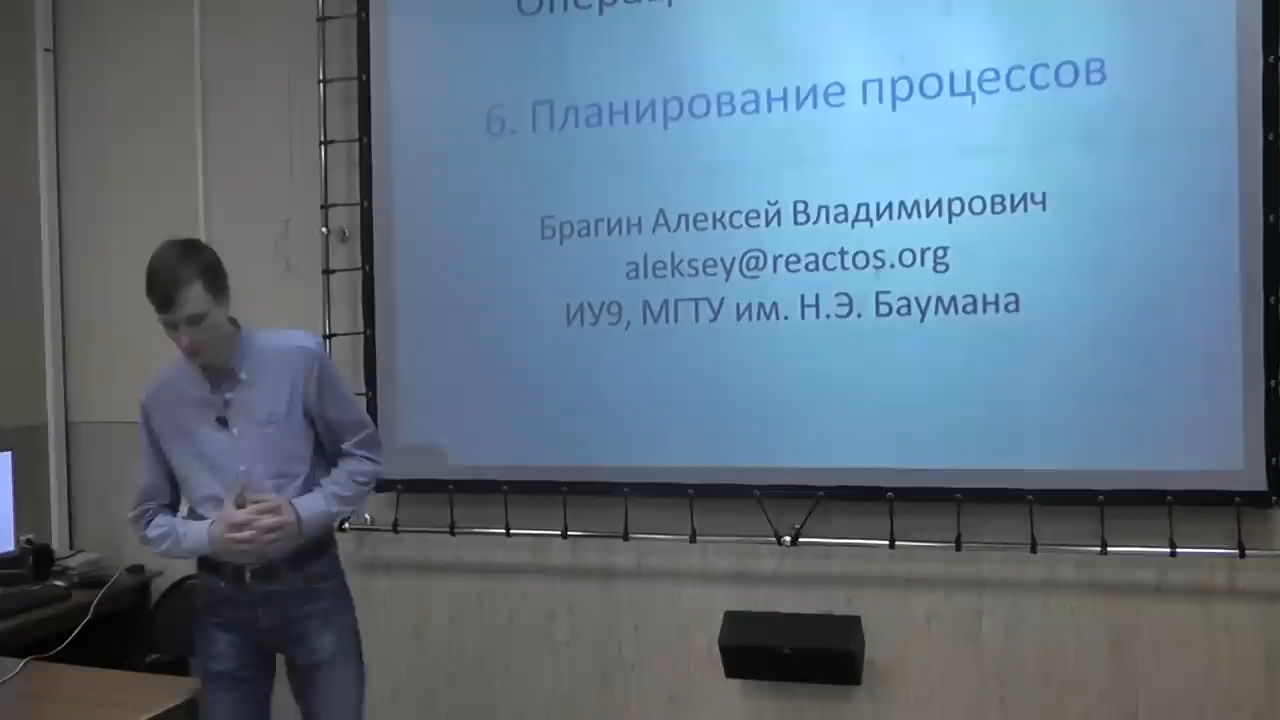 6. Планирование процессов
Брагин Алексей Владимирович
aleksey@reactos.org
ИУ9, МГТУ им. Н.Э. Баумана